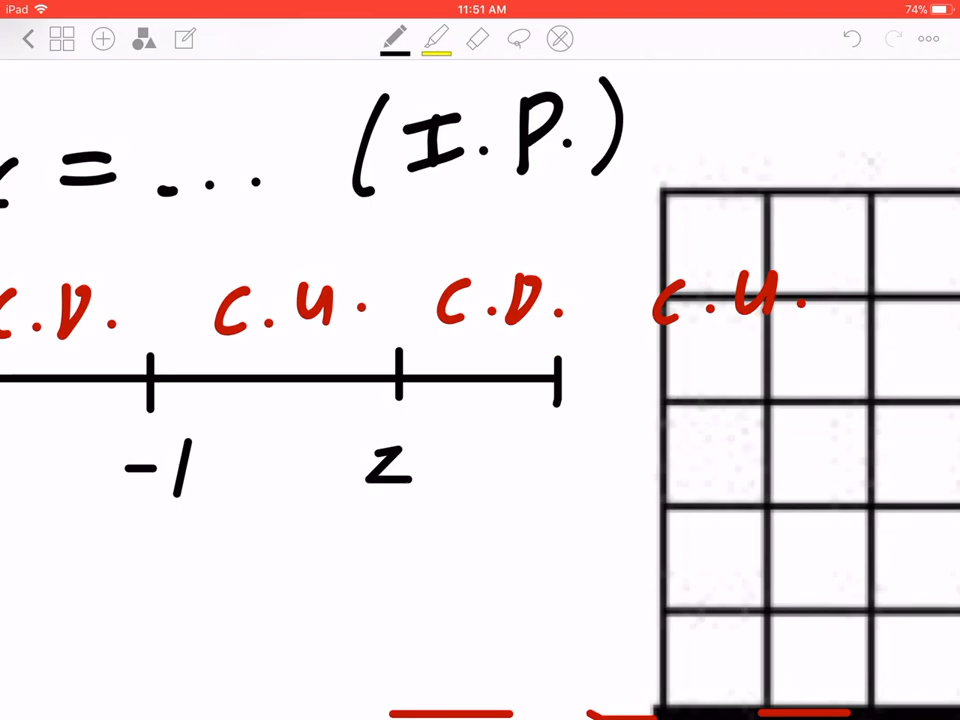 iPad 11:51 AM 74%
= ... (I.P.)
C.D. C.U. C.D. C.U.
-1 2